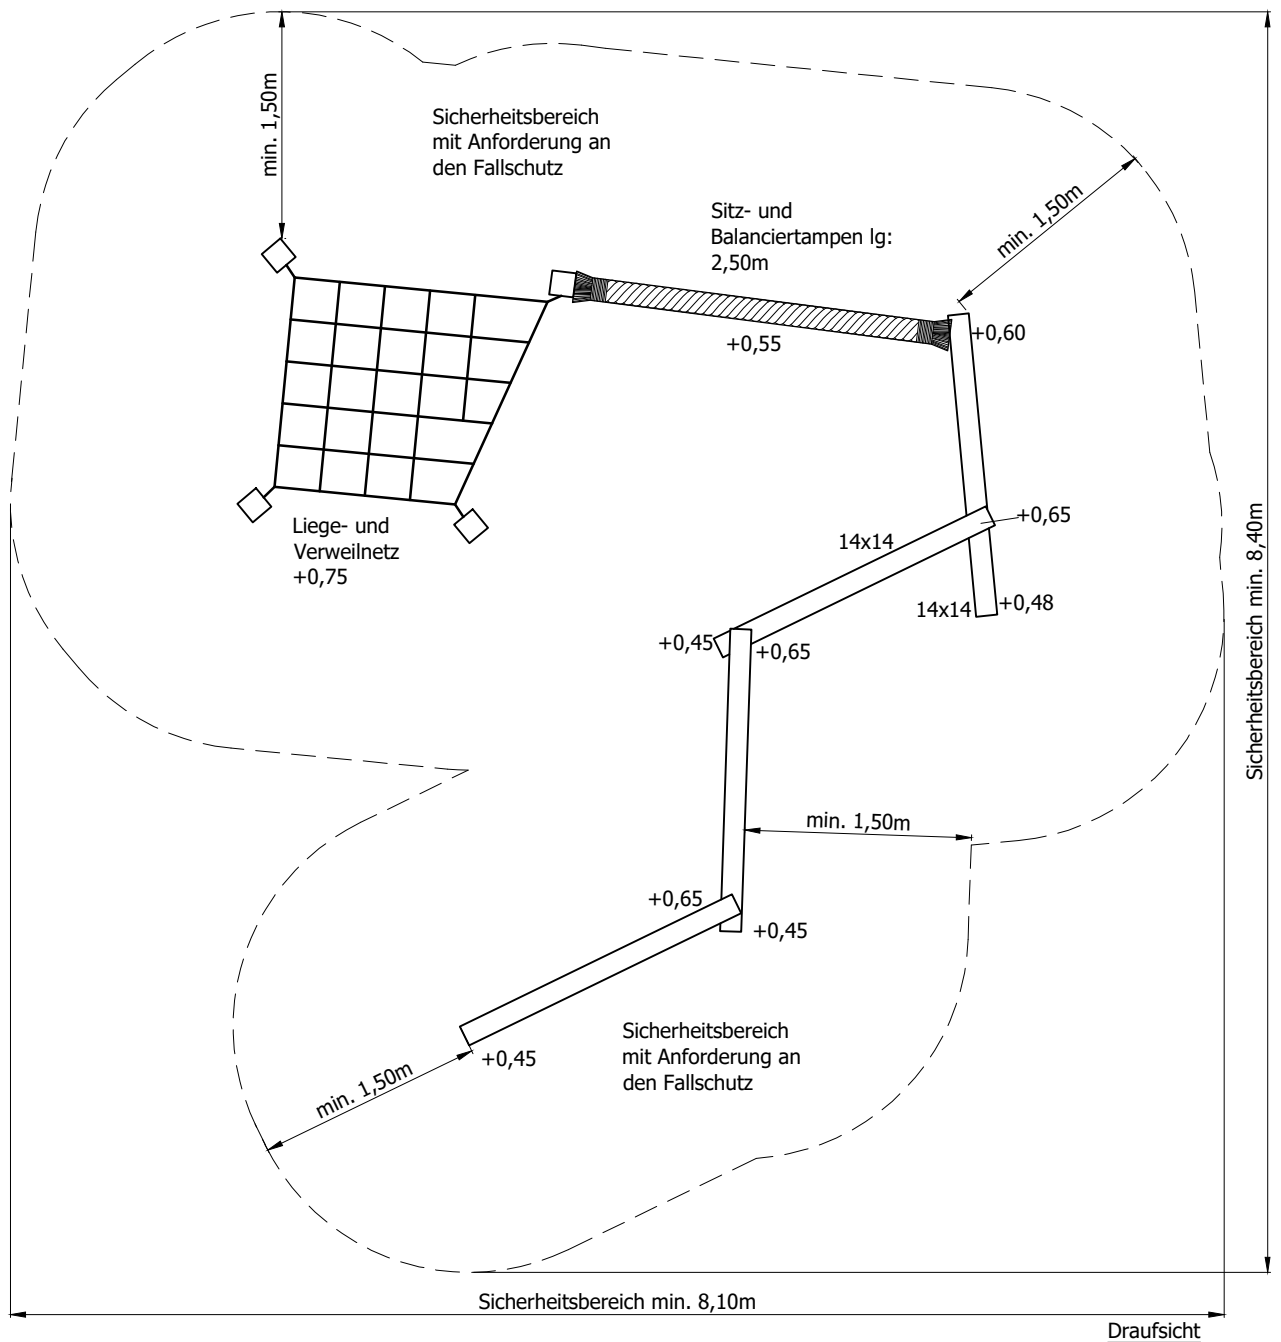 min. 1,50m
Sicherheitsbereich
mit Anforderung an
den Fallschutz
min. 1,50m
Sitz- und
Balanciertampen lg:
2,50m
+0,55
+0,60
Liege- und
Verweilnetz
+0,75
14x14
+0,65
14x14
+0,48
+0,45
+0,65
Sicherheitsbereich min. 8,40m
min. 1,50m
+0,65
+0,45
+0,45
min. 1,50m
Sicherheitsbereich
mit Anforderung an
den Fallschutz
Sicherheitsbereich min. 8,10m
Draufsicht